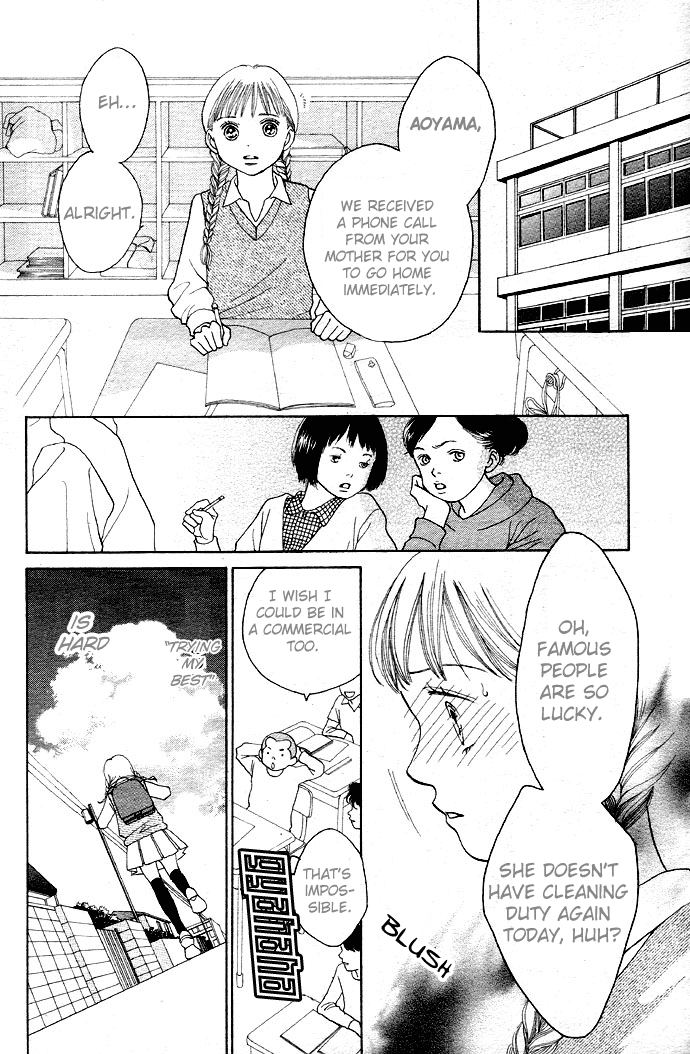 AOYAMA,
WE RECEIVED
A PHONE CALL
FROM YOUR
MOTHER FOR YOU
TO GO HOME
IMMEDIATELY.
EH...
ALRIGHT.
OH,
FAMOUS
PEOPLE
ARE SO
LUCKY.
SHE DOESN'T
HAVE CLEANING
DUTY AGAIN
TODAY, HUH?
BLUSH
I WISH I
COULD BE IN
A COMMERCIAL
TOO.
THAT'S
IMPOS-
SIBLE.
gyahaha
"TRYING
MY
BEST"
IS
HARD